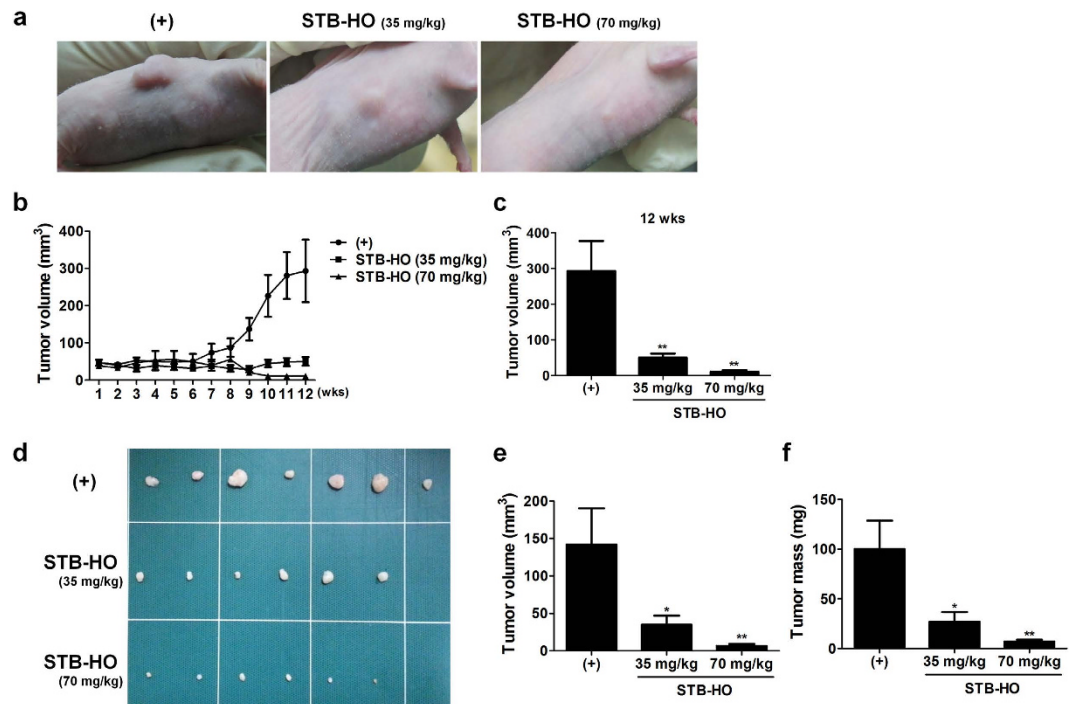 a
(+)
STB-HO (35 mg/kg)
STB-HO (70 mg/kg)
b
Tumor volume (mm³)
400
300
200
100
0
1 2 3 4 5 6 7 8 9 10 11 12 (wks)
(+)
STB-HO (35 mg/kg)
STB-HO (70 mg/kg)
c
12 wks
Tumor volume (mm³)
400
300
200
100
0
**
**
(+)
35 mg/kg
70 mg/kg
STB-HO
d
(+)
STB-HO
(35 mg/kg)
STB-HO
(70 mg/kg)
e
Tumor volume (mm³)
200
150
100
50
0
*
**
(+)
35 mg/kg
70 mg/kg
STB-HO
f
Tumor mass (mg)
150
100
50
0
*
**
(+)
35 mg/kg
70 mg/kg
STB-HO